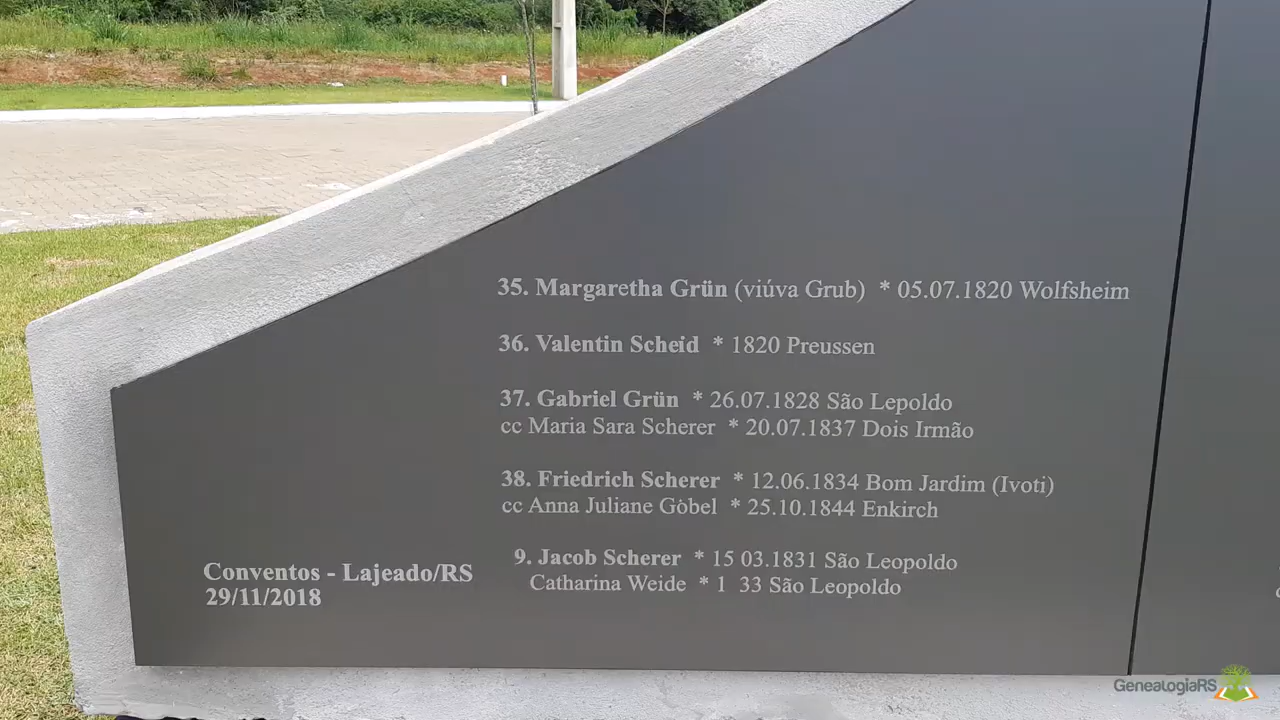 35. Margaretha Grün (viúva Grub) * 05.07.1820 Wolfsheim
36. Valentin Scheid * 1820 Preussen
37. Gabriel Grün * 26.07.1828 São Lepoldo
cc Maria Sara Scherer * 20.07.1837 Dois Irmão
38. Friedrich Scherer * 12.06.1834 Bom Jardim (Ivoti)
cc Anna Juliane Göbel * 25.10.1844 Enkirch
9. Jacob Scherer * 15 03.1831 São Leopoldo
Catharina Weide * 1 33 São Leopoldo
Conventos - Lajeado/RS
29/11/2018
GenealogiaRS